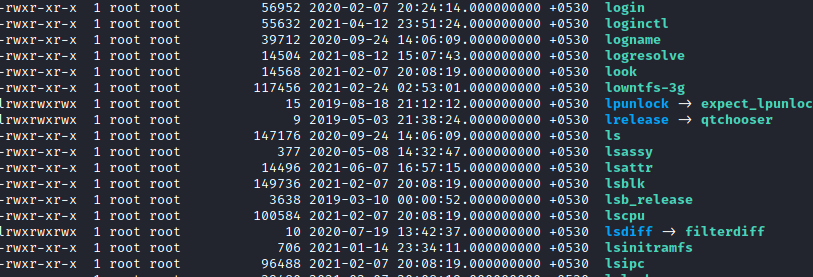 -rwxr-xr-x 1 root root 56952 2020-02-07 20:24:14.000000000 +0530 login
-rwxr-xr-x 1 root root 55632 2021-04-12 23:51:24.000000000 +0530 loginctl
-rwxr-xr-x 1 root root 39712 2020-09-24 14:06:09.000000000 +0530 logname
-rwxr-xr-x 1 root root 14504 2021-08-12 15:07:43.000000000 +0530 logresolve
-rwxr-xr-x 1 root root 14568 2021-02-07 20:08:19.000000000 +0530 look
-rwxr-xr-x 1 root root 117456 2021-02-24 02:53:01.000000000 +0530 lowntfs-3g
lrwxrwxrwx 1 root root 15 2019-08-18 21:12:12.000000000 +0530 lpunlock → expect_lpunloc
lrwxrwxrwx 1 root root 9 2019-05-03 21:38:24.000000000 +0530 lrelease → qtchooser
-rwxr-xr-x 1 root root 147176 2020-09-24 14:06:09.000000000 +0530 ls
-rwxr-xr-x 1 root root 377 2020-05-08 14:32:47.000000000 +0530 lsassy
-rwxr-xr-x 1 root root 14496 2021-06-07 16:57:15.000000000 +0530 lsattr
-rwxr-xr-x 1 root root 149736 2021-02-07 20:08:19.000000000 +0530 lsblk
-rwxr-xr-x 1 root root 3638 2019-03-10 00:00:52.000000000 +0530 lsb_release
-rwxr-xr-x 1 root root 100584 2021-02-07 20:08:19.000000000 +0530 lscpu
lrwxrwxrwx 1 root root 10 2020-07-19 13:42:37.000000000 +0530 lsdiff → filterdiff
-rwxr-xr-x 1 root root 706 2021-01-14 23:34:11.000000000 +0530 lsinitramfs
-rwxr-xr-x 1 root root 96488 2021-02-07 20:08:19.000000000 +0530 lsipc